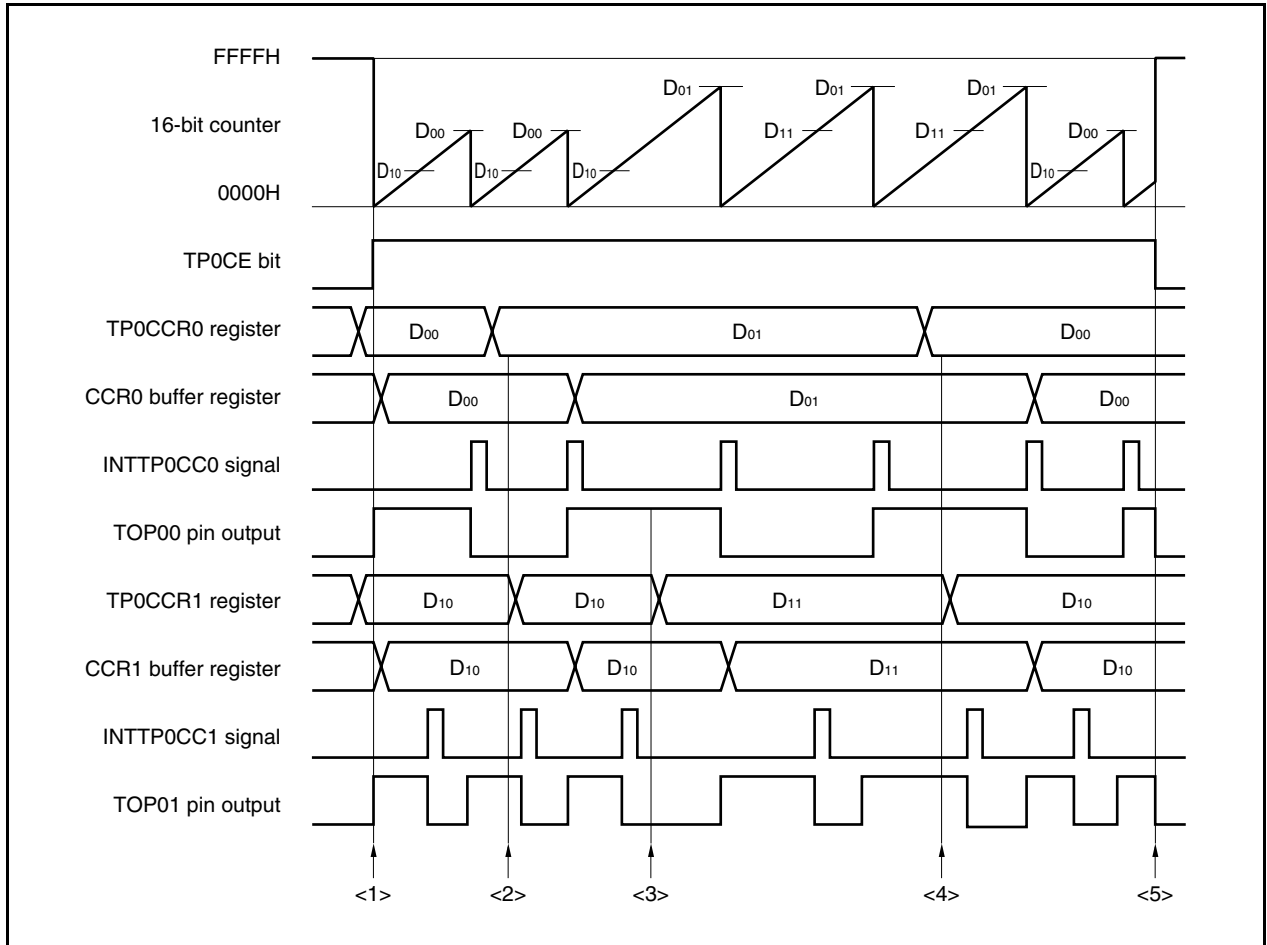 FFFFH
D01 D01 D01
16-bit counter
D00 D00 D11 D11 D00
D10 D10 D10 D10
0000H
TP0CE bit
TP0CCR0 register D00 D01 D00
CCR0 buffer register D00 D01 D00
INTTP0CC0 signal
TOP00 pin output
TP0CCR1 register D10 D10 D11 D10
CCR1 buffer register D10 D10 D11 D10
INTTP0CC1 signal
TOP01 pin output
<1> <2> <3> <4> <5>